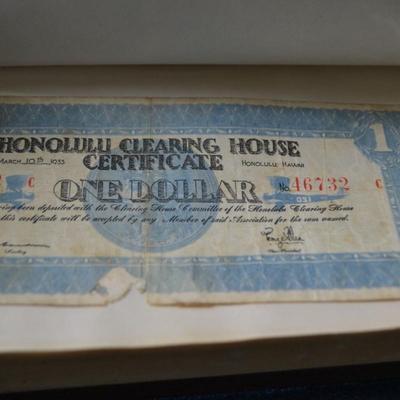 HONOLULU CLEARING HOUSE
MARCH 10th 1933 CERTIFICATE HONOLULU HAWAII
1
C ONE DOLLAR No. 46732 C
been deposited with the Clearing House Committee of the Honolulu Clearing House
this certificate will be accepted by any Member of said Association for the sum named.